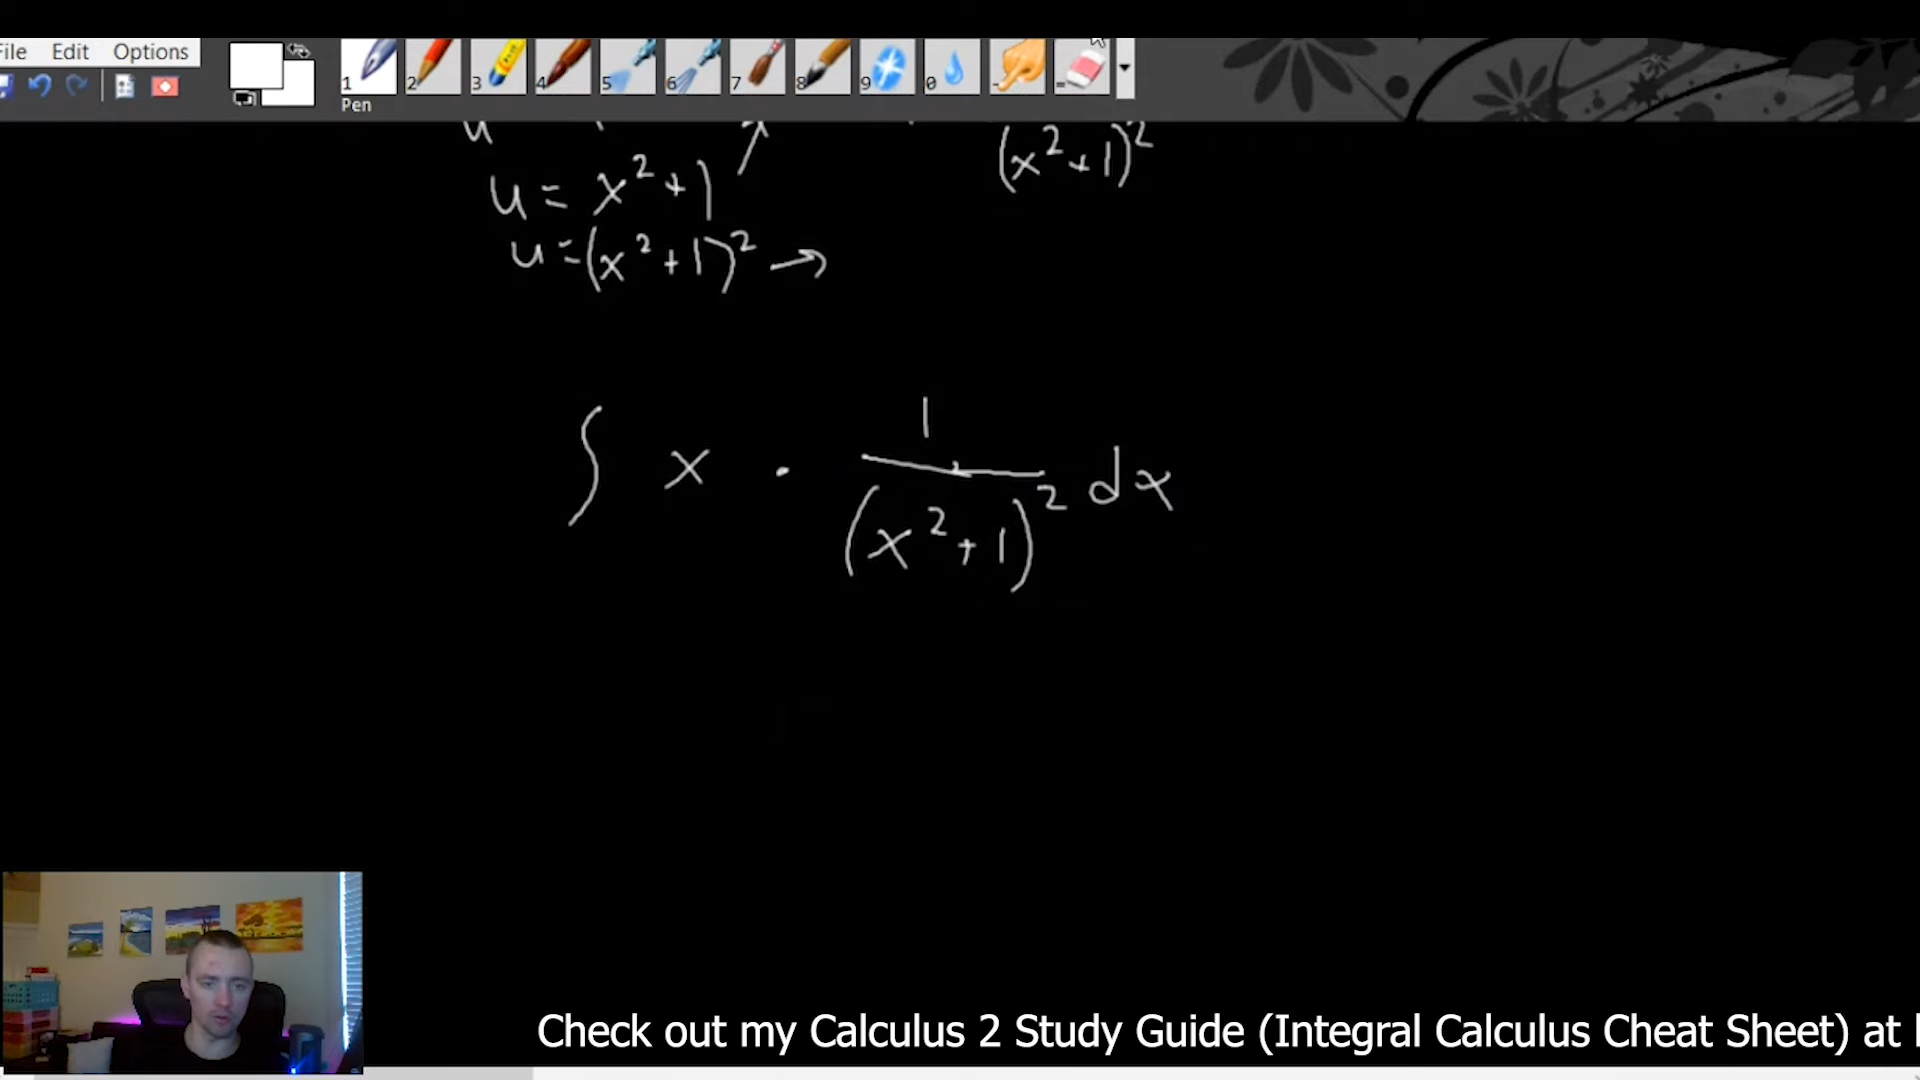 File Edit Options
1 2 3 4 5 6 7 8 9 0 - =
Pen
u
u = x² + 1
(x² + 1)²
u = (x² + 1)² →
∫ x · 1/(x² + 1)² dx
Check out my Calculus 2 Study Guide (Integral Calculus Cheat Sheet) at